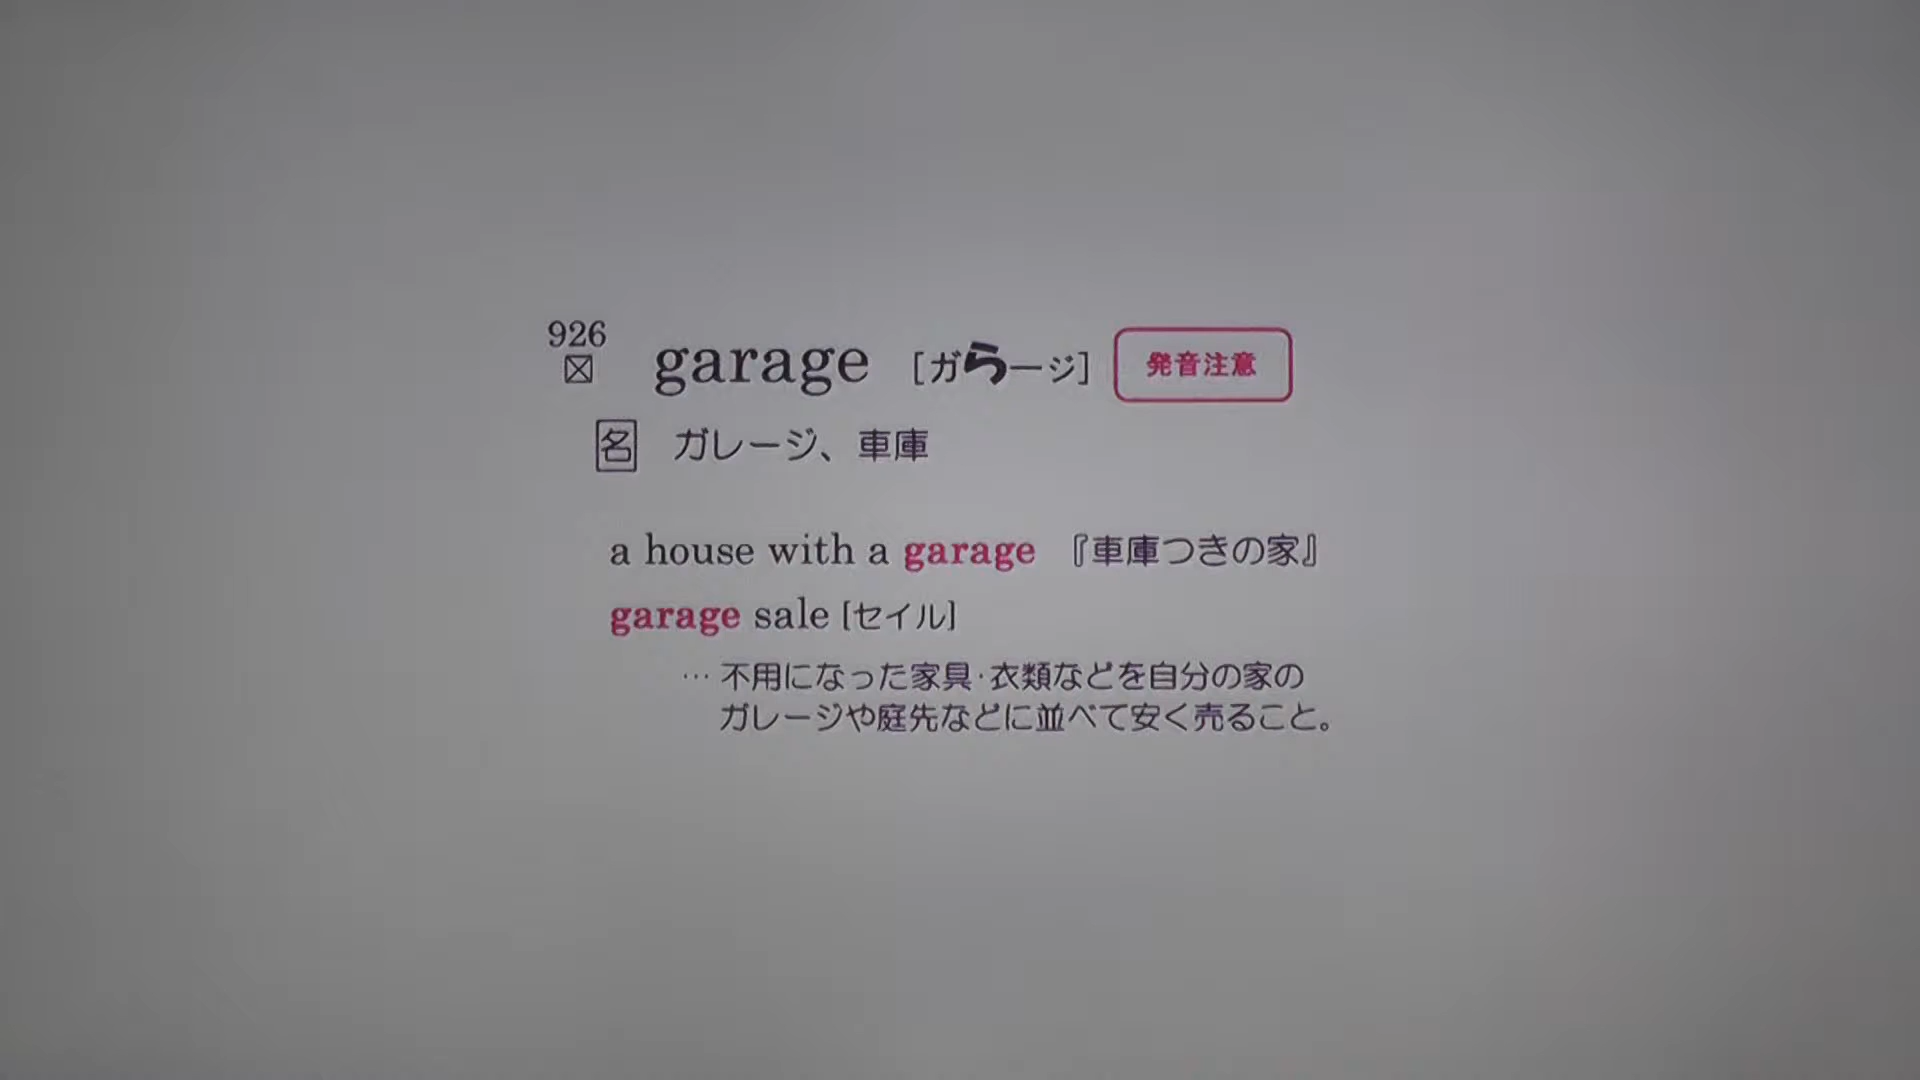 926
garage [ガらージ] 発音注意
名 ガレージ、車庫
a house with a garage 『車庫つきの家』
garage sale [セイル]
… 不用になった家具·衣類などを自分の家の
ガレージや庭先などに並べて安く売ること。